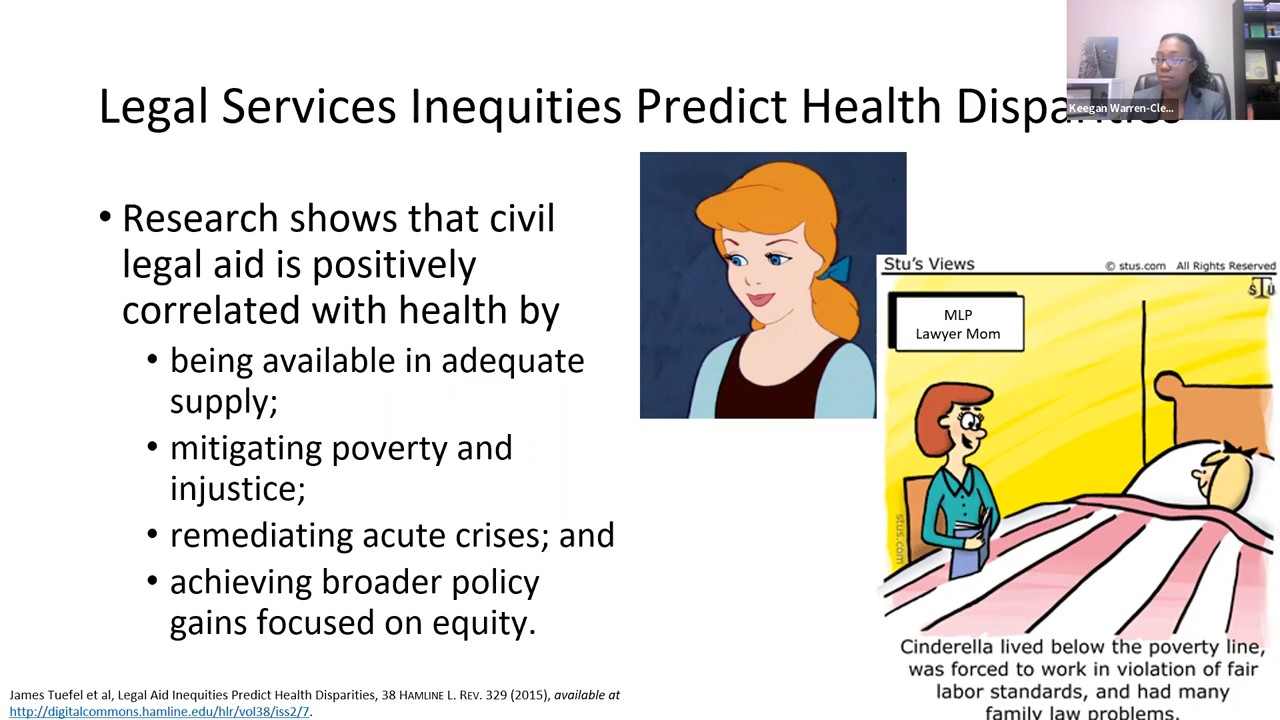 Legal Services Inequities Predict Health Disparities
Keegan Warren-Cle...
• Research shows that civil
legal aid is positively
correlated with health by
• being available in adequate
supply;
• mitigating poverty and
injustice;
• remediating acute crises; and
• achieving broader policy
gains focused on equity.
Stu's Views © stus.com All Rights Reserved
STU
MLP
Lawyer Mom
stus.com
Cinderella lived below the poverty line,
was forced to work in violation of fair
labor standards, and had many
family law problems.
James Tuefel et al, Legal Aid Inequities Predict Health Disparities, 38 HAMLINE L. REV. 329 (2015), available at
http://digitalcommons.hamline.edu/hlr/vol38/iss2/7.